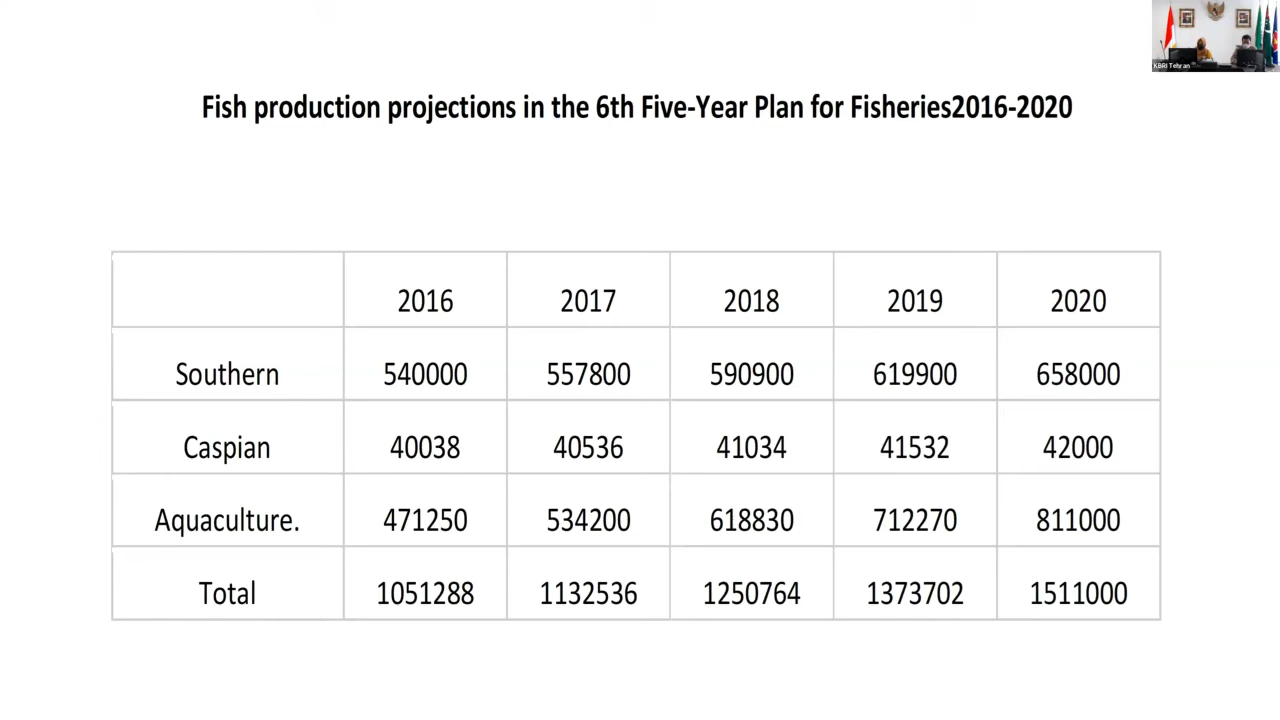 KBRI Tehran
Fish production projections in the 6th Five-Year Plan for Fisheries2016-2020
2016 2017 2018 2019 2020
Southern 540000 557800 590900 619900 658000
Caspian 40038 40536 41034 41532 42000
Aquaculture. 471250 534200 618830 712270 811000
Total 1051288 1132536 1250764 1373702 1511000